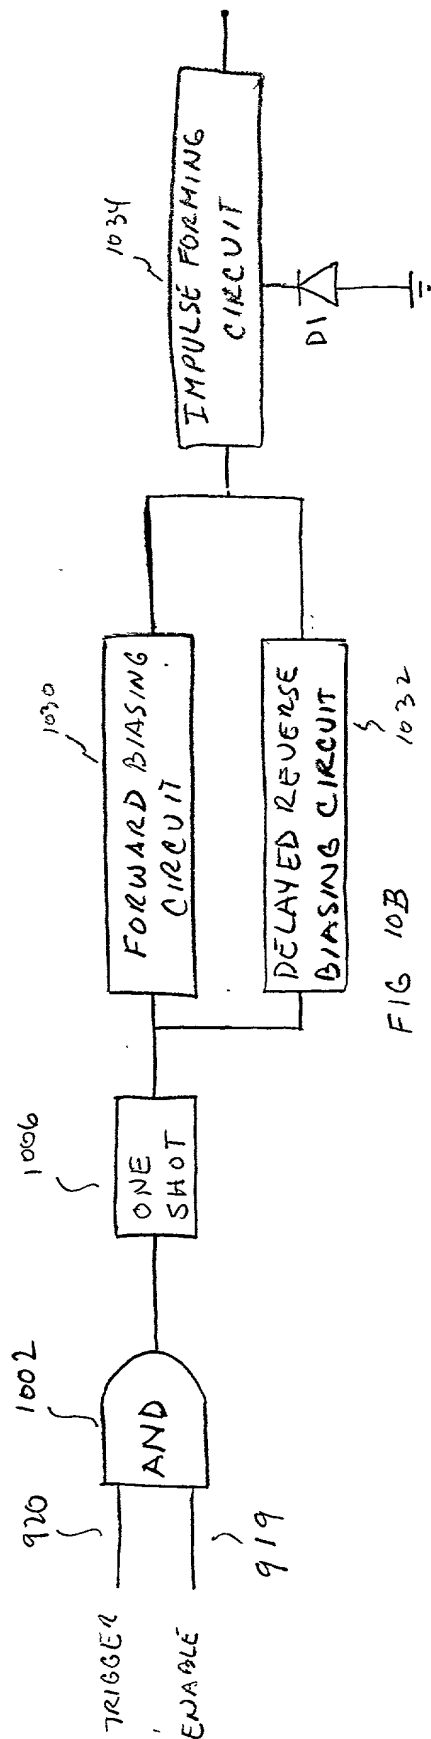 TRIGGER
920
ENABLE
919
1002
AND
1006
ONE
SHOT
1030
FORWARD BIASING
CIRCUIT
DELAYED REVERSE
BIASING CIRCUIT
1032
1034
IMPULSE FORMING
CIRCUIT
D1
FIG 10B